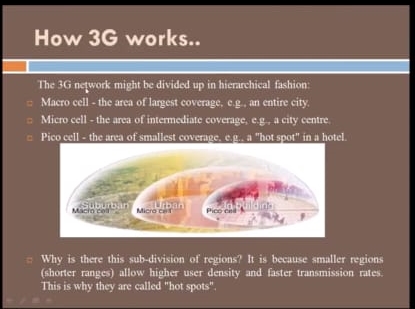 How 3G works..
The 3G network might be divided up in hierarchical fashion:
Macro cell - the area of largest coverage, e.g., an entire city.
Micro cell - the area of intermediate coverage, e.g., a city centre.
Pico cell - the area of smallest coverage, e.g., a "hot spot" in a hotel.
Suburban Urban In-building
Macro cell Micro cell Pico cell
Why is there this sub-division of regions? It is because smaller regions
(shorter ranges) allow higher user density and faster transmission rates.
This is why they are called "hot spots".